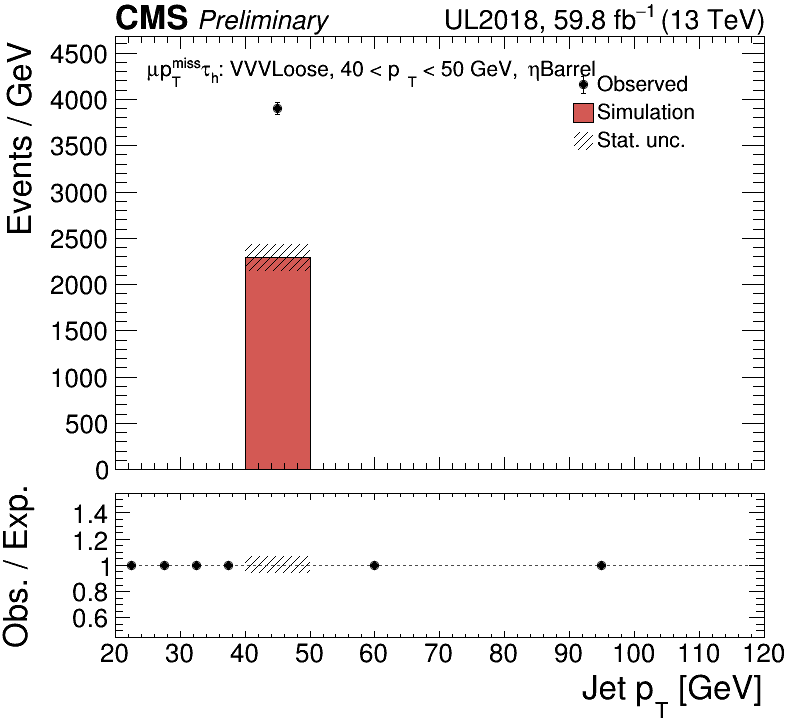 CMS Preliminary UL2018, 59.8 fb⁻¹ (13 TeV)
Events / GeV
4500
μp_T^miss τ_h: VVVLoose, 40 < p_T < 50 GeV, ηBarrel
Observed
4000
Simulation
3500
Stat. unc.
3000
2500
2000
1500
1000
500
0
Obs. / Exp.
1.4
1.2
1
0.8
0.6
20 30 40 50 60 70 80 90 100 110 120
Jet p_T [GeV]